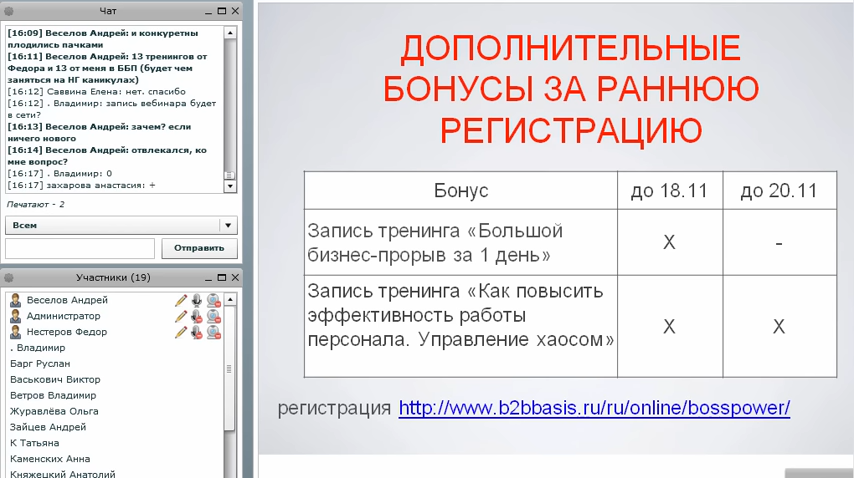 Чат
[16:09] Веселов Андрей: и конкуретны
плодились пачками
[16:11] Веселов Андрей: 13 тренингов от
Федора и 13 от меня в ББП (будет чем
заняться на НГ каникулах)
[16:12] Саввина Елена: нет. спасибо
[16:12] . Владимир: запись вебинара будет
в сети?
[16:13] Веселов Андрей: зачем? если
ничего нового
[16:14] Веселов Андрей: отвлекался, ко
мне вопрос?
[16:17] . Владимир: 0
[16:17] захарова анастасия: +
Печатают - 2
Всем
Отправить
Участники (19)
Веселов Андрей
Администратор
Нестеров Федор
. Владимир
Барг Руслан
Васькович Виктор
Ветров Владимир
Журавлёва Ольга
Зайцев Андрей
К Татьяна
Каменских Анна
Княжецкий Анатолий
ДОПОЛНИТЕЛЬНЫЕ
БОНУСЫ ЗА РАННЮЮ
РЕГИСТРАЦИЮ
Бонус до 18.11 до 20.11
Запись тренинга «Большой
бизнес-прорыв за 1 день» Х -
Запись тренинга «Как повысить
эффективность работы
персонала. Управление хаосом» Х Х
регистрация http://www.b2bbasis.ru/ru/online/bosspower/